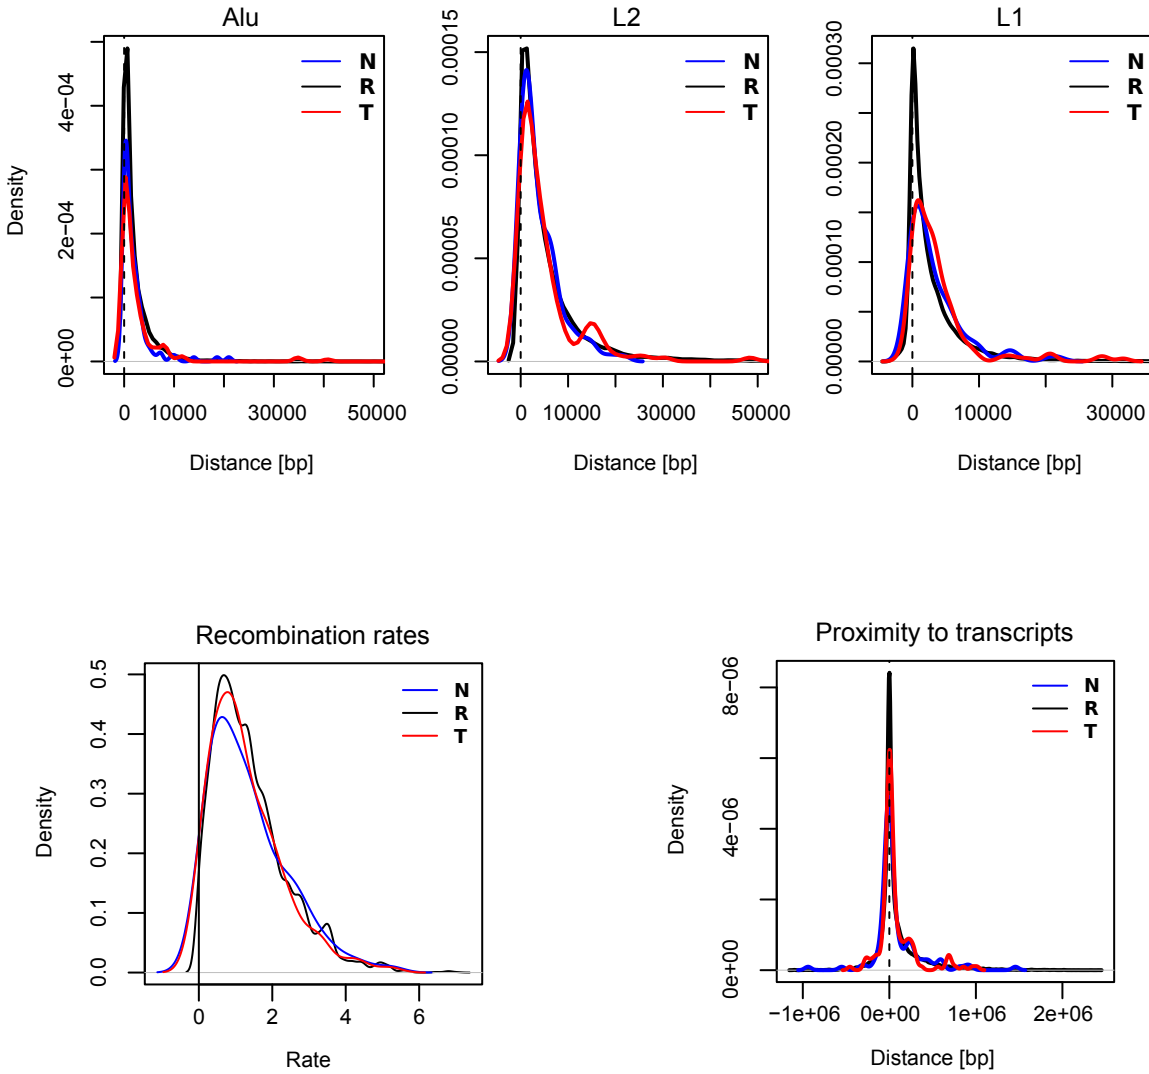 Alu
Density
0e+00
2e-04
4e-04
N
R
T
0
10000
30000
50000
Distance [bp]
L2
0.00000
0.00005
0.00010
0.00015
N
R
T
0
10000
30000
50000
Distance [bp]
L1
0.00000
0.00010
0.00020
0.00030
N
R
T
0
10000
30000
Distance [bp]
Recombination rates
Density
0.0
0.1
0.2
0.3
0.4
0.5
N
R
T
0
2
4
6
Rate
Proximity to transcripts
Density
0e+00
4e-06
8e-06
N
R
T
−1e+06
0e+00
1e+06
2e+06
Distance [bp]